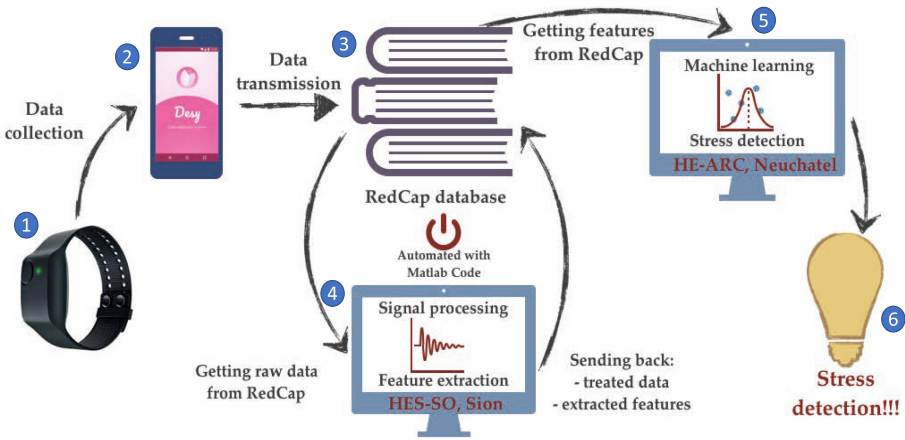 1
Data
collection
2
Desy
Data
transmission
3
RedCap database
Automated with
Matlab Code
Getting raw data
from RedCap
4
Signal processing
Feature extraction
HES-SO, Sion
Sending back:
- treated data
- extracted features
Getting features
from RedCap
5
Machine learning
Stress detection
HE-ARC, Neuchatel
6
Stress
detection!!!